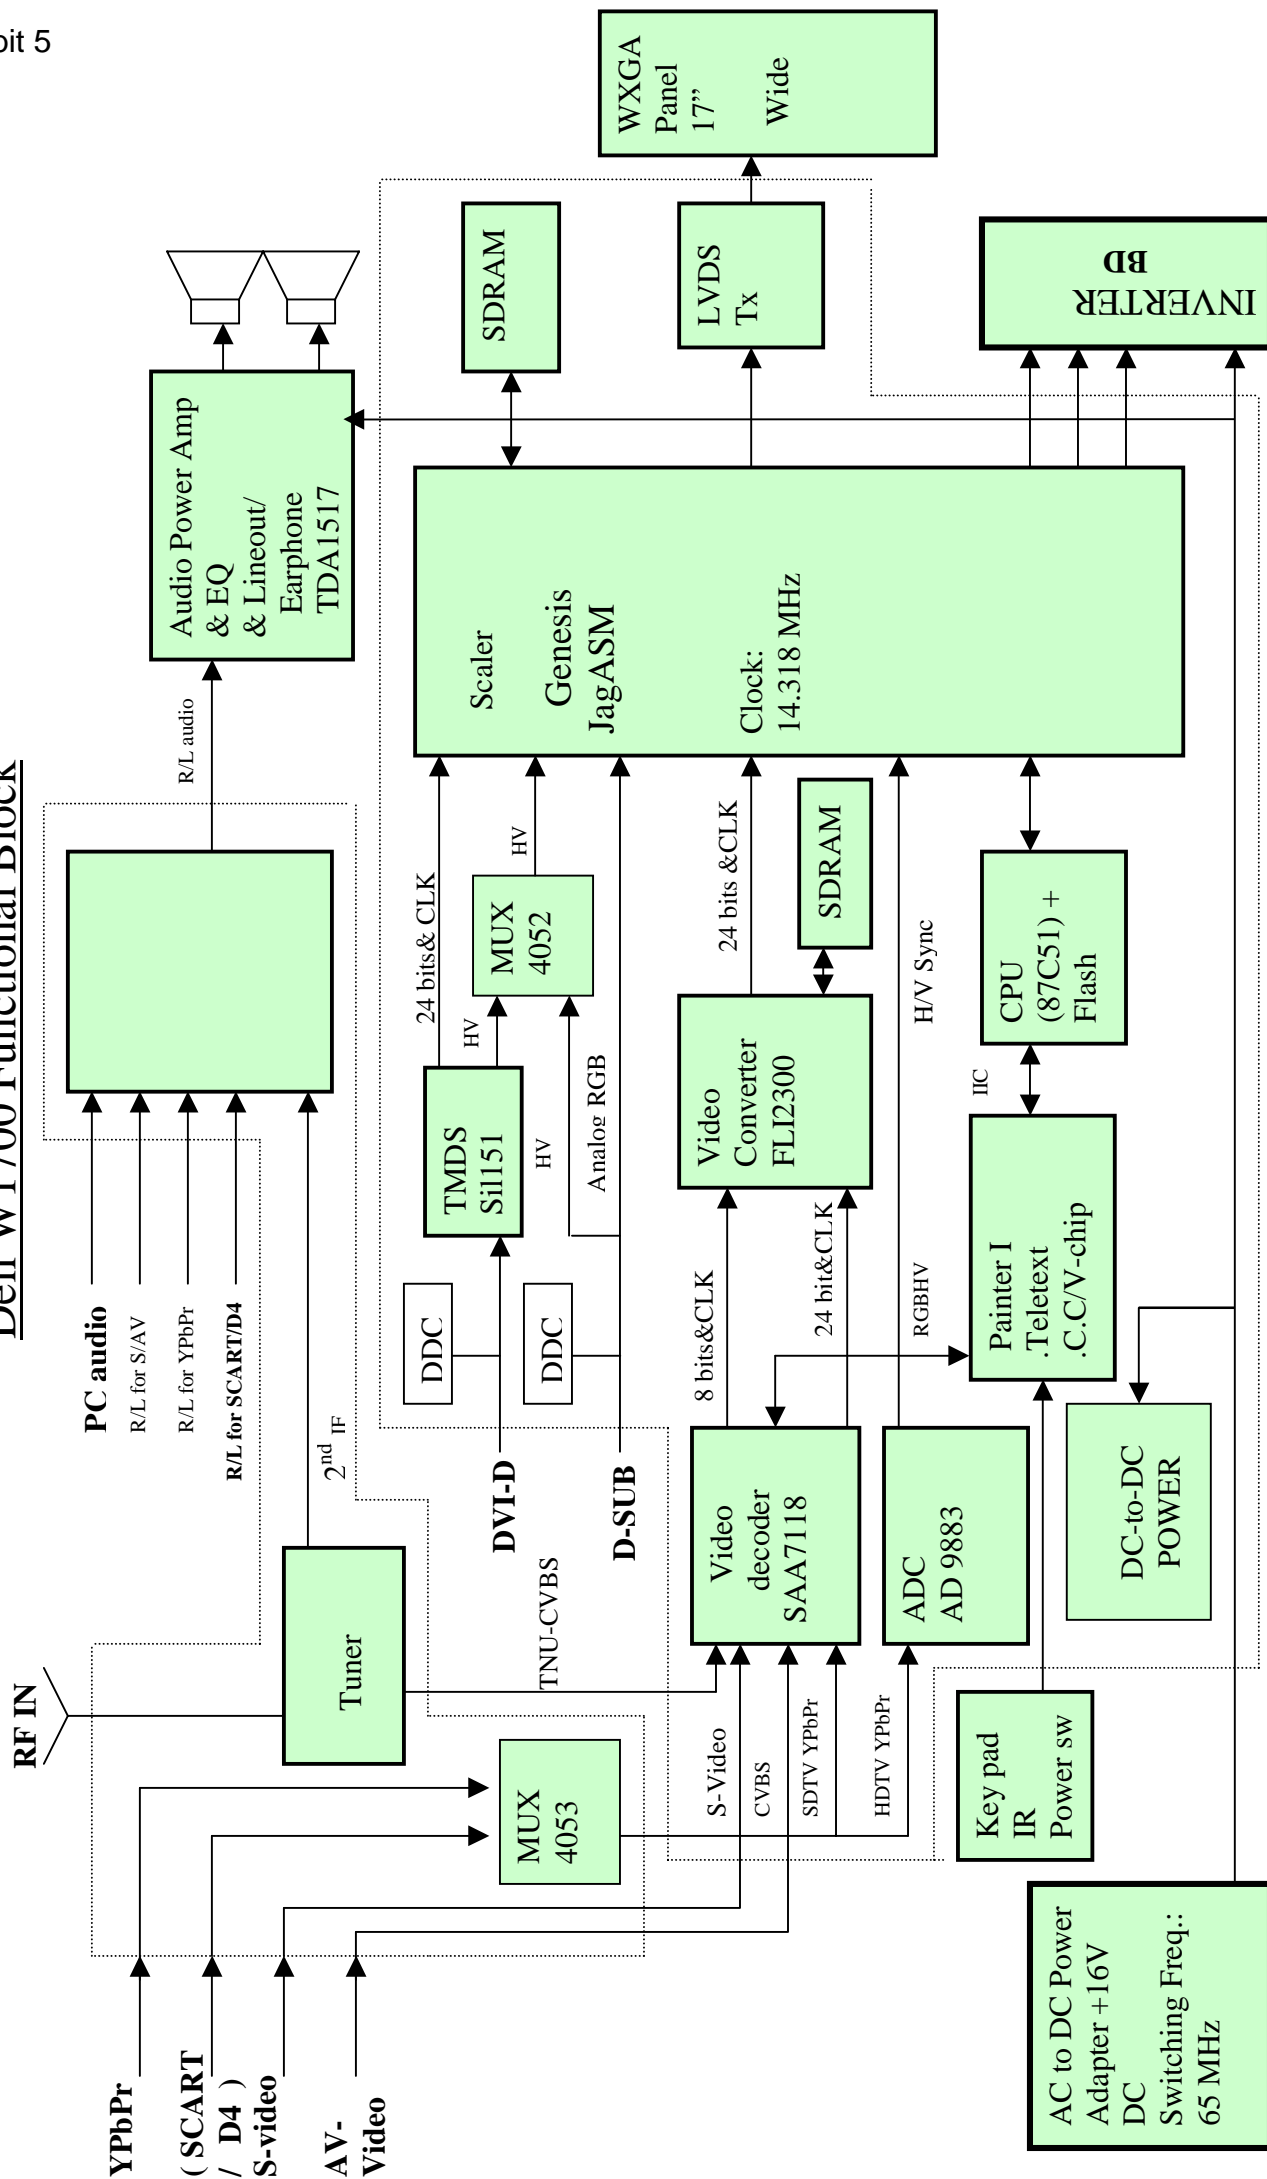 bit 5
Dell W1700 Functional Block
RF IN
YPbPr
( SCART
/ D4 )
S-video
AV-
Video
Tuner
MUX
4053
2nd IF
TNU-CVBS
PC audio
R/L for S/AV
R/L for YPbPr
R/L for SCART/D4
R/L audio
Audio Power Amp
& EQ
& Lineout/
Earphone
TDA1517
DVI-D
D-SUB
DDC
DDC
TMDS
Sil151
24 bits& CLK
HV
HV
Analog RGB
MUX
4052
HV
SDRAM
Scaler
Genesis
JagASM
Clock:
14.318 MHz
LVDS
Tx
WXGA
Panel
17”
Wide
S-Video
CVBS
SDTV YPbPr
HDTV YPbPr
Video
decoder
SAA7118
8 bits&CLK
24 bit&CLK
Video
Converter
FLI2300
24 bits &CLK
SDRAM
ADC
AD 9883
RGBHV
H/V Sync
Painter I
.Teletext
.C.C/V-chip
IIC
CPU
(87C51) +
Flash
Key pad
IR
Power sw
DC-to-DC
POWER
INVERTER
BD
AC to DC Power
Adapter +16V
DC
Switching Freq.:
65 MHz